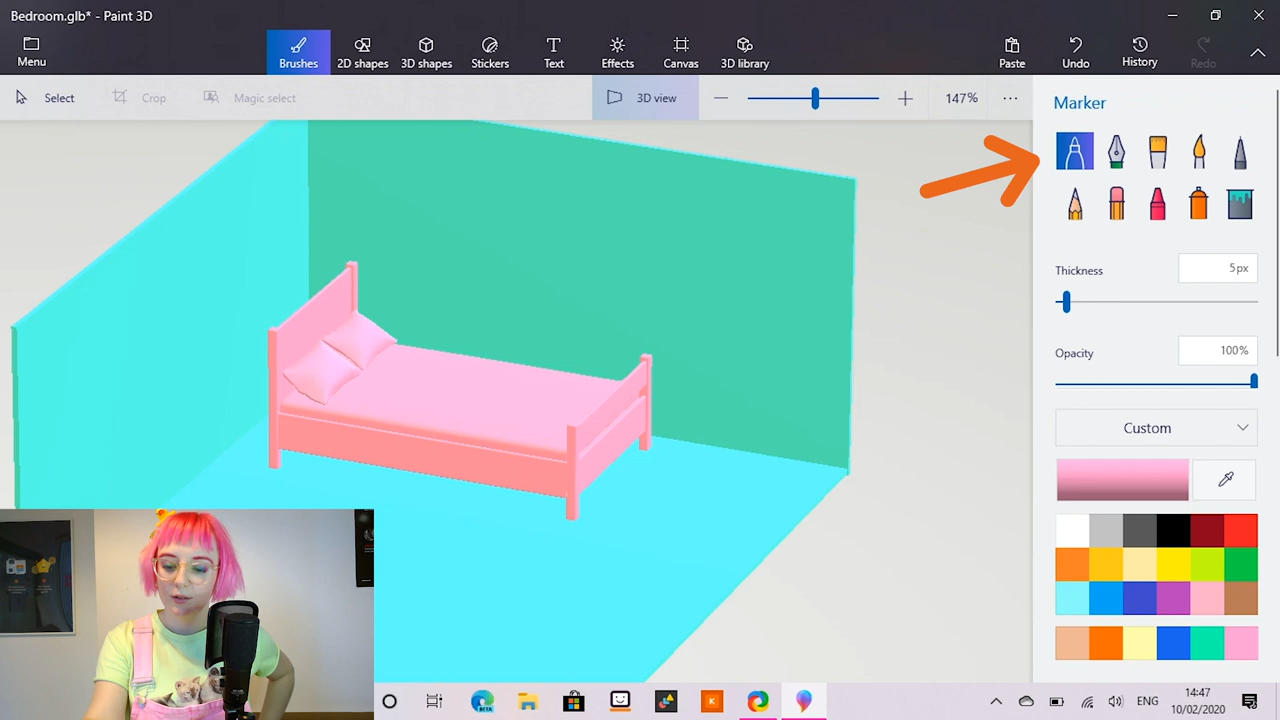 Bedroom.glb* - Paint 3D
Menu
Brushes
2D shapes
3D shapes
Stickers
Text
Effects
Canvas
3D library
Paste
Undo
History
Redo
Select
Crop
Magic select
3D view
147%
Marker
Thickness
5px
Opacity
100%
Custom
BETA
K
ENG
14:47
10/02/2020